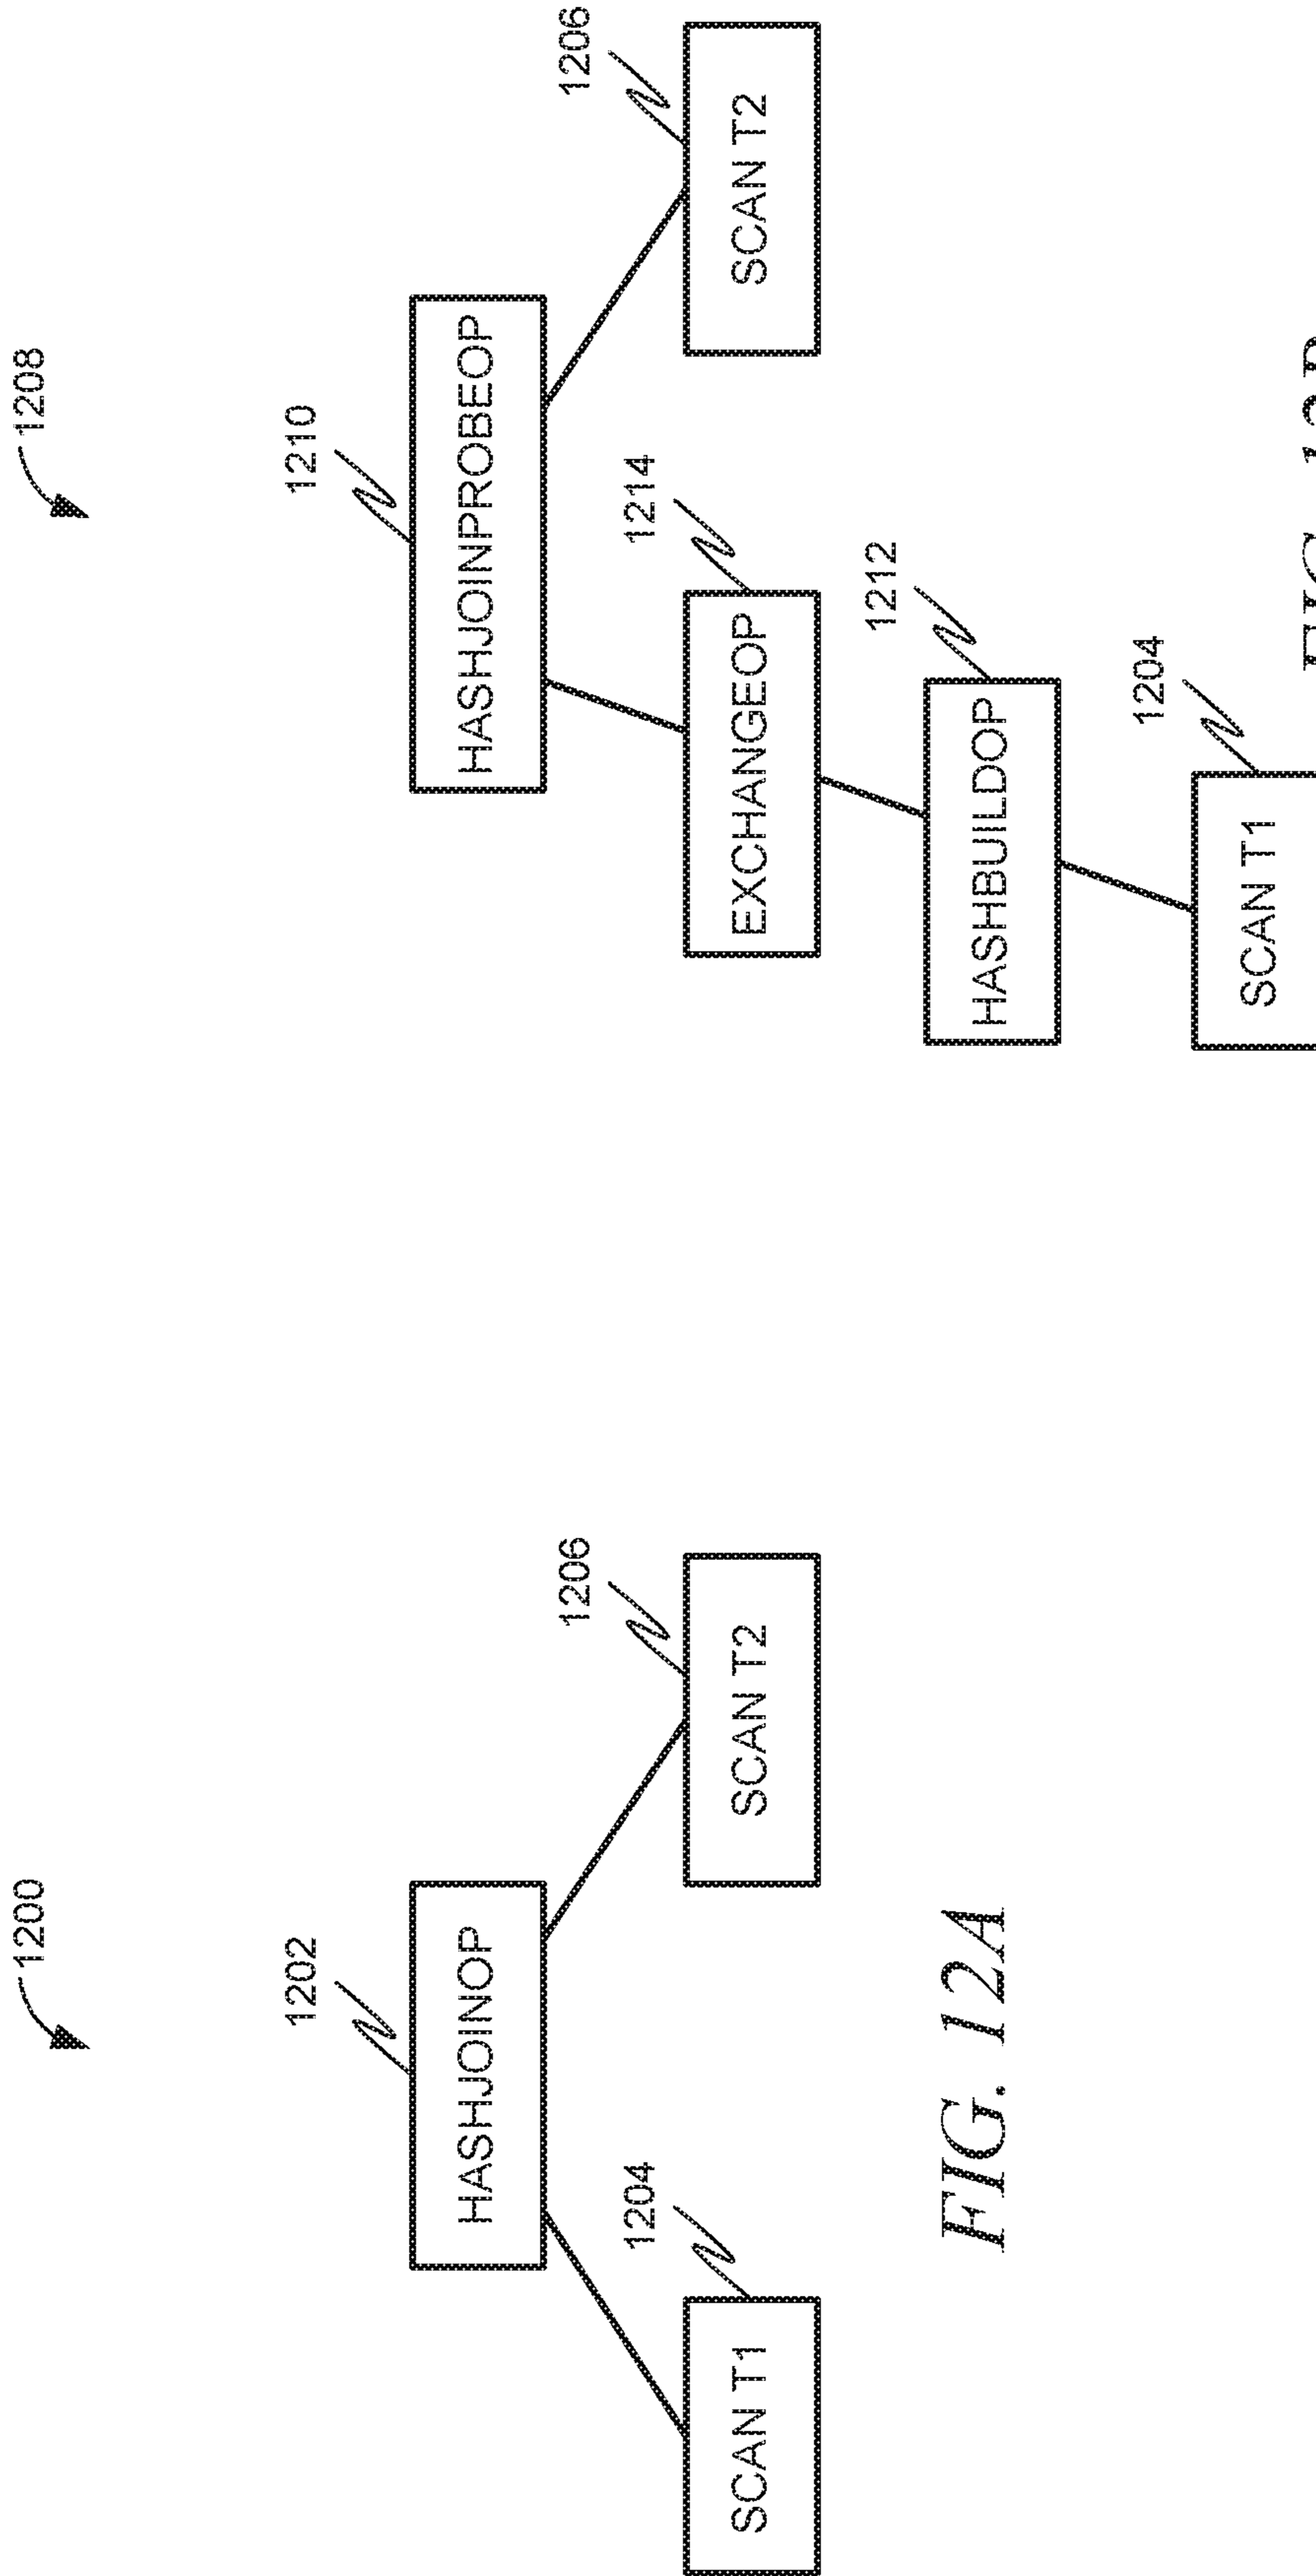 1200
1202
HASHJOINOP
1204
SCAN T1
1206
SCAN T2
FIG. 12A
1208
1210
HASHJOINPROBEOP
1206
SCAN T2
1214
EXCHANGEOP
1212
HASHBUILDOP
1204
SCAN T1